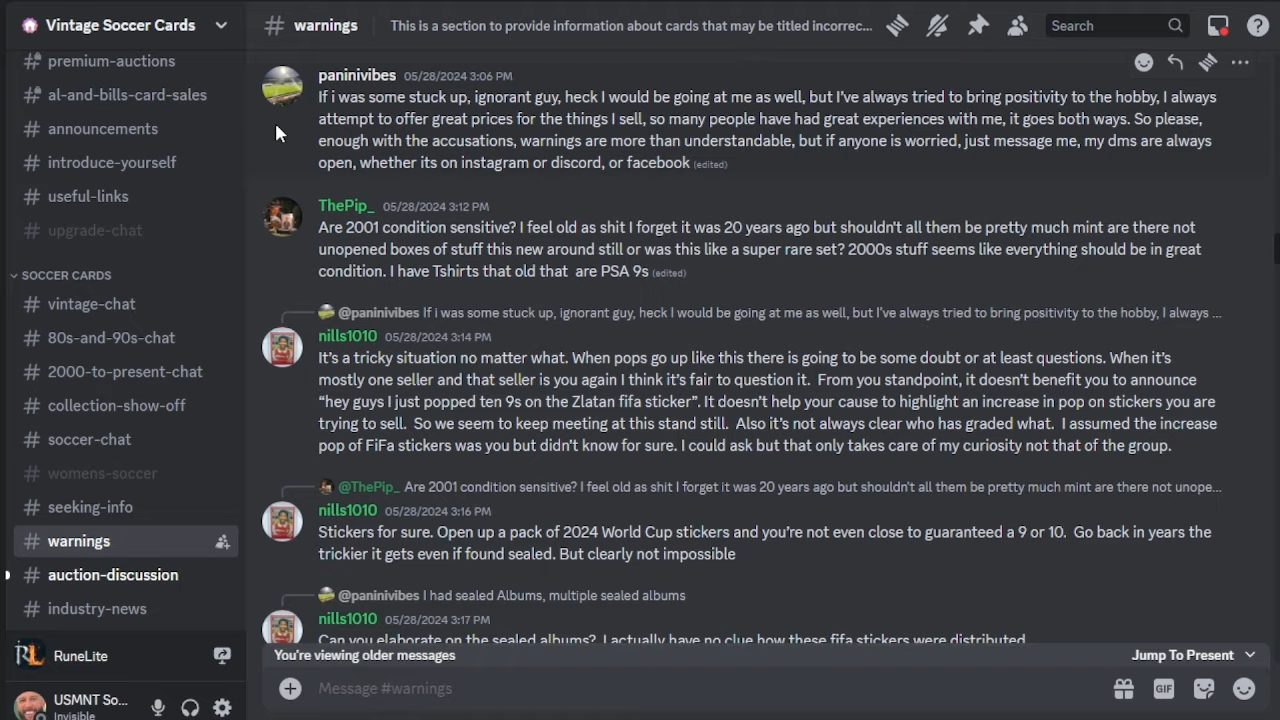 Vintage Soccer Cards
# warnings
This is a section to provide information about cards that may be titled incorrec...
Search
premium-auctions
al-and-bills-card-sales
announcements
introduce-yourself
useful-links
upgrade-chat
SOCCER CARDS
vintage-chat
80s-and-90s-chat
2000-to-present-chat
collection-show-off
soccer-chat
womens-soccer
seeking-info
warnings
auction-discussion
industry-news
RuneLite
USMNT So...
Invisible
paninivibes 05/28/2024 3:06 PM
If i was some stuck up, ignorant guy, heck I would be going at me as well, but I've always tried to bring positivity to the hobby, I always
attempt to offer great prices for the things I sell, so many people have had great experiences with me, it goes both ways. So please,
enough with the accusations, warnings are more than understandable, but if anyone is worried, just message me, my dms are always
open, whether its on instagram or discord, or facebook (edited)
ThePip_ 05/28/2024 3:12 PM
Are 2001 condition sensitive? I feel old as shit I forget it was 20 years ago but shouldn't all them be pretty much mint are there not
unopened boxes of stuff this new around still or was this like a super rare set? 2000s stuff seems like everything should be in great
condition. I have Tshirts that old that are PSA 9s (edited)
@paninivibes If i was some stuck up, ignorant guy, heck I would be going at me as well, but I've always tried to bring positivity to the hobby, I always ...
nills1010 05/28/2024 3:14 PM
It's a tricky situation no matter what. When pops go up like this there is going to be some doubt or at least questions. When it's
mostly one seller and that seller is you again I think it's fair to question it. From you standpoint, it doesn't benefit you to announce
“hey guys I just popped ten 9s on the Zlatan fifa sticker”. It doesn't help your cause to highlight an increase in pop on stickers you are
trying to sell. So we seem to keep meeting at this stand still. Also it's not always clear who has graded what. I assumed the increase
pop of FiFa stickers was you but didn't know for sure. I could ask but that only takes care of my curiosity not that of the group.
@ThePip_ Are 2001 condition sensitive? I feel old as shit I forget it was 20 years ago but shouldn't all them be pretty much mint are there not unope...
nills1010 05/28/2024 3:16 PM
Stickers for sure. Open up a pack of 2024 World Cup stickers and you're not even close to guaranteed a 9 or 10. Go back in years the
trickier it gets even if found sealed. But clearly not impossible
@paninivibes I had sealed Albums, multiple sealed albums
nills1010 05/28/2024 3:17 PM
Can you elaborate on the sealed albums? I actually have no clue how these fifa stickers were distributed
You're viewing older messages
Jump To Present
Message #warnings
GIF